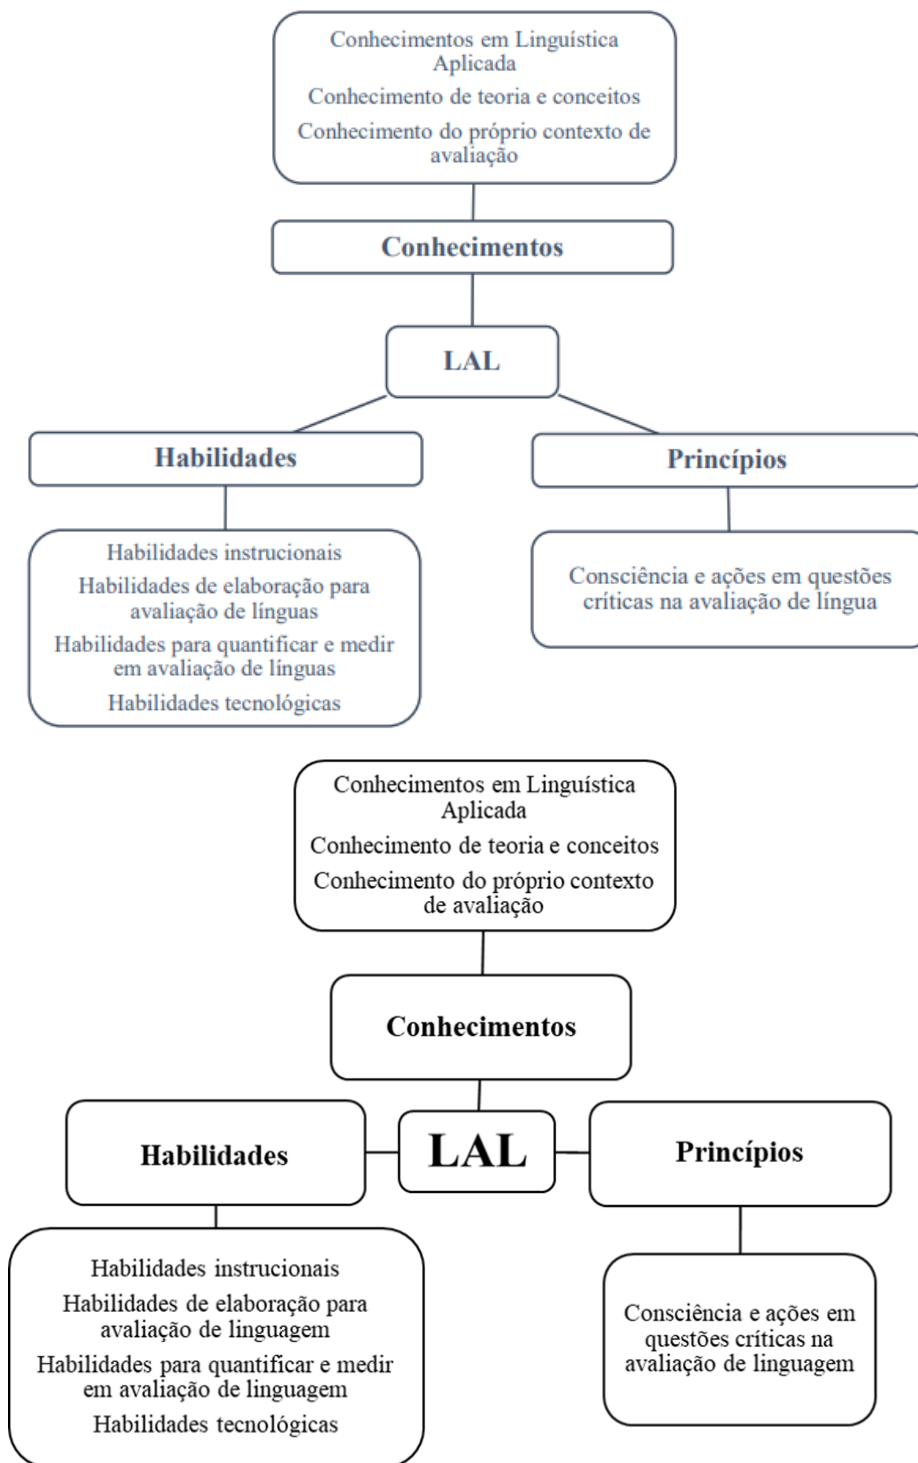 Conhecimentos em Linguística
Aplicada
Conhecimento de teoria e conceitos
Conhecimento do próprio contexto de
avaliação
Conhecimentos
LAL
Habilidades
Princípios
Habilidades instrucionais
Habilidades de elaboração para
avaliação de línguas
Habilidades para quantificar e medir
em avaliação de línguas
Habilidades tecnológicas
Consciência e ações em questões
críticas na avaliação de língua
Conhecimentos em Linguística
Aplicada
Conhecimento de teoria e conceitos
Conhecimento do próprio contexto
de avaliação
Conhecimentos
Habilidades
LAL
Princípios
Habilidades instrucionais
Habilidades de elaboração para
avaliação de linguagem
Habilidades para quantificar e medir
em avaliação de linguagem
Habilidades tecnológicas
Consciência e ações em
questões críticas na
avaliação de linguagem